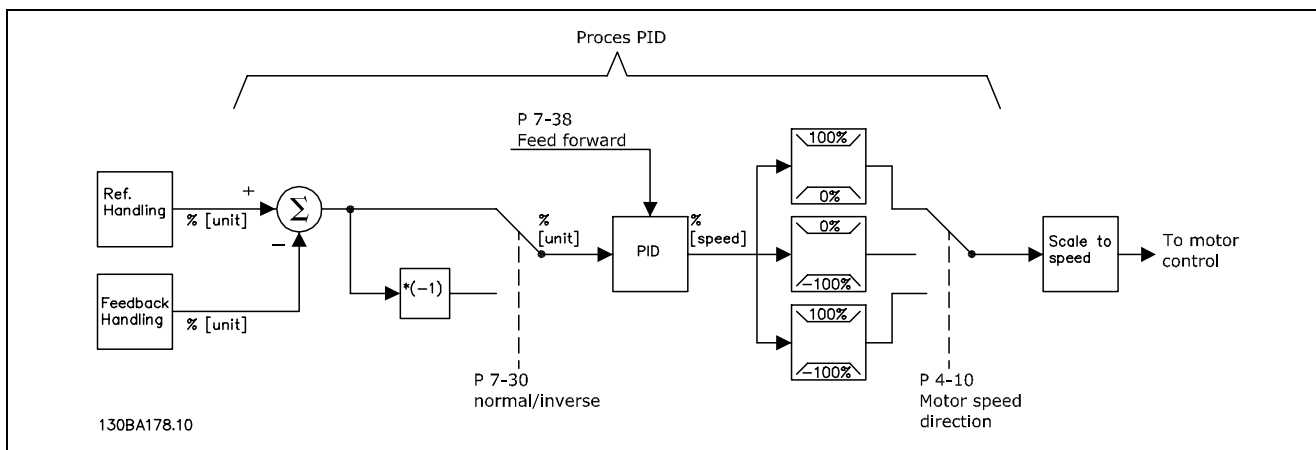 Proces PID
P 7-38
Feed forward
Ref.
Handling
+
% [unit]
Σ
−
Feedback
Handling
% [unit]
*(-1)
%
[unit]
PID
%
[speed]
100%
0%
0%
-100%
100%
-100%
Scale to
speed
To motor
control
P 7-30
normal/inverse
P 4-10
Motor speed
direction
130BA178.10